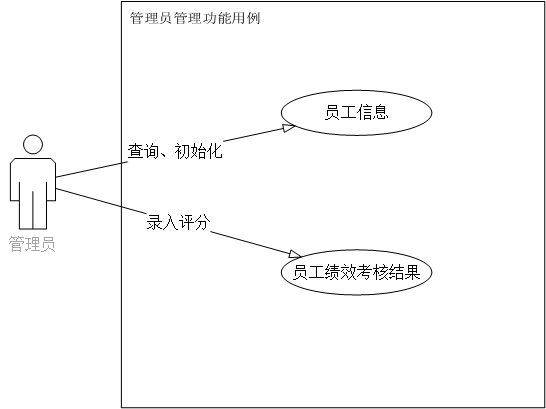 管理员管理功能用例
员工信息
查询、初始化
录入评分
管理员
员工绩效考核结果